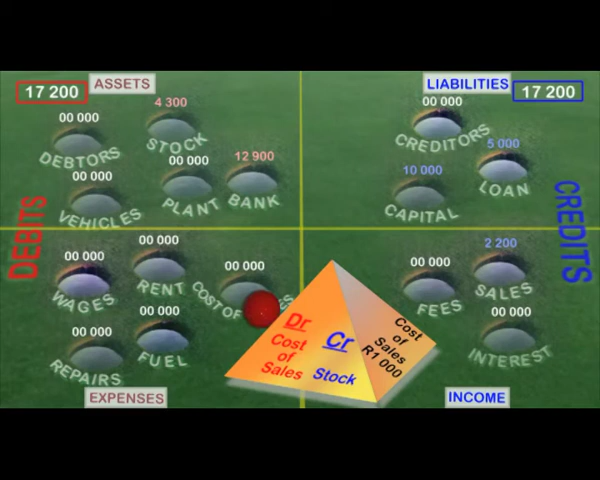 ASSETS
17 200
00 000
DEBTORS
4 300
STOCK
00 000
VEHICLES
00 000
PLANT
12 900
BANK
LIABILITIES
17 200
00 000
CREDITORS
5 000
LOAN
10 000
CAPITAL
DEBITS
CREDITS
00 000
WAGES
00 000
RENT
00 000
COST OF
ES
00 000
REPAIRS
00 000
FUEL
EXPENSES
Dr
Cost
of
Sales
Cr
Stock
Cost
of
Sales
R1 000
00 000
FEES
2 200
SALES
00 000
INTEREST
INCOME